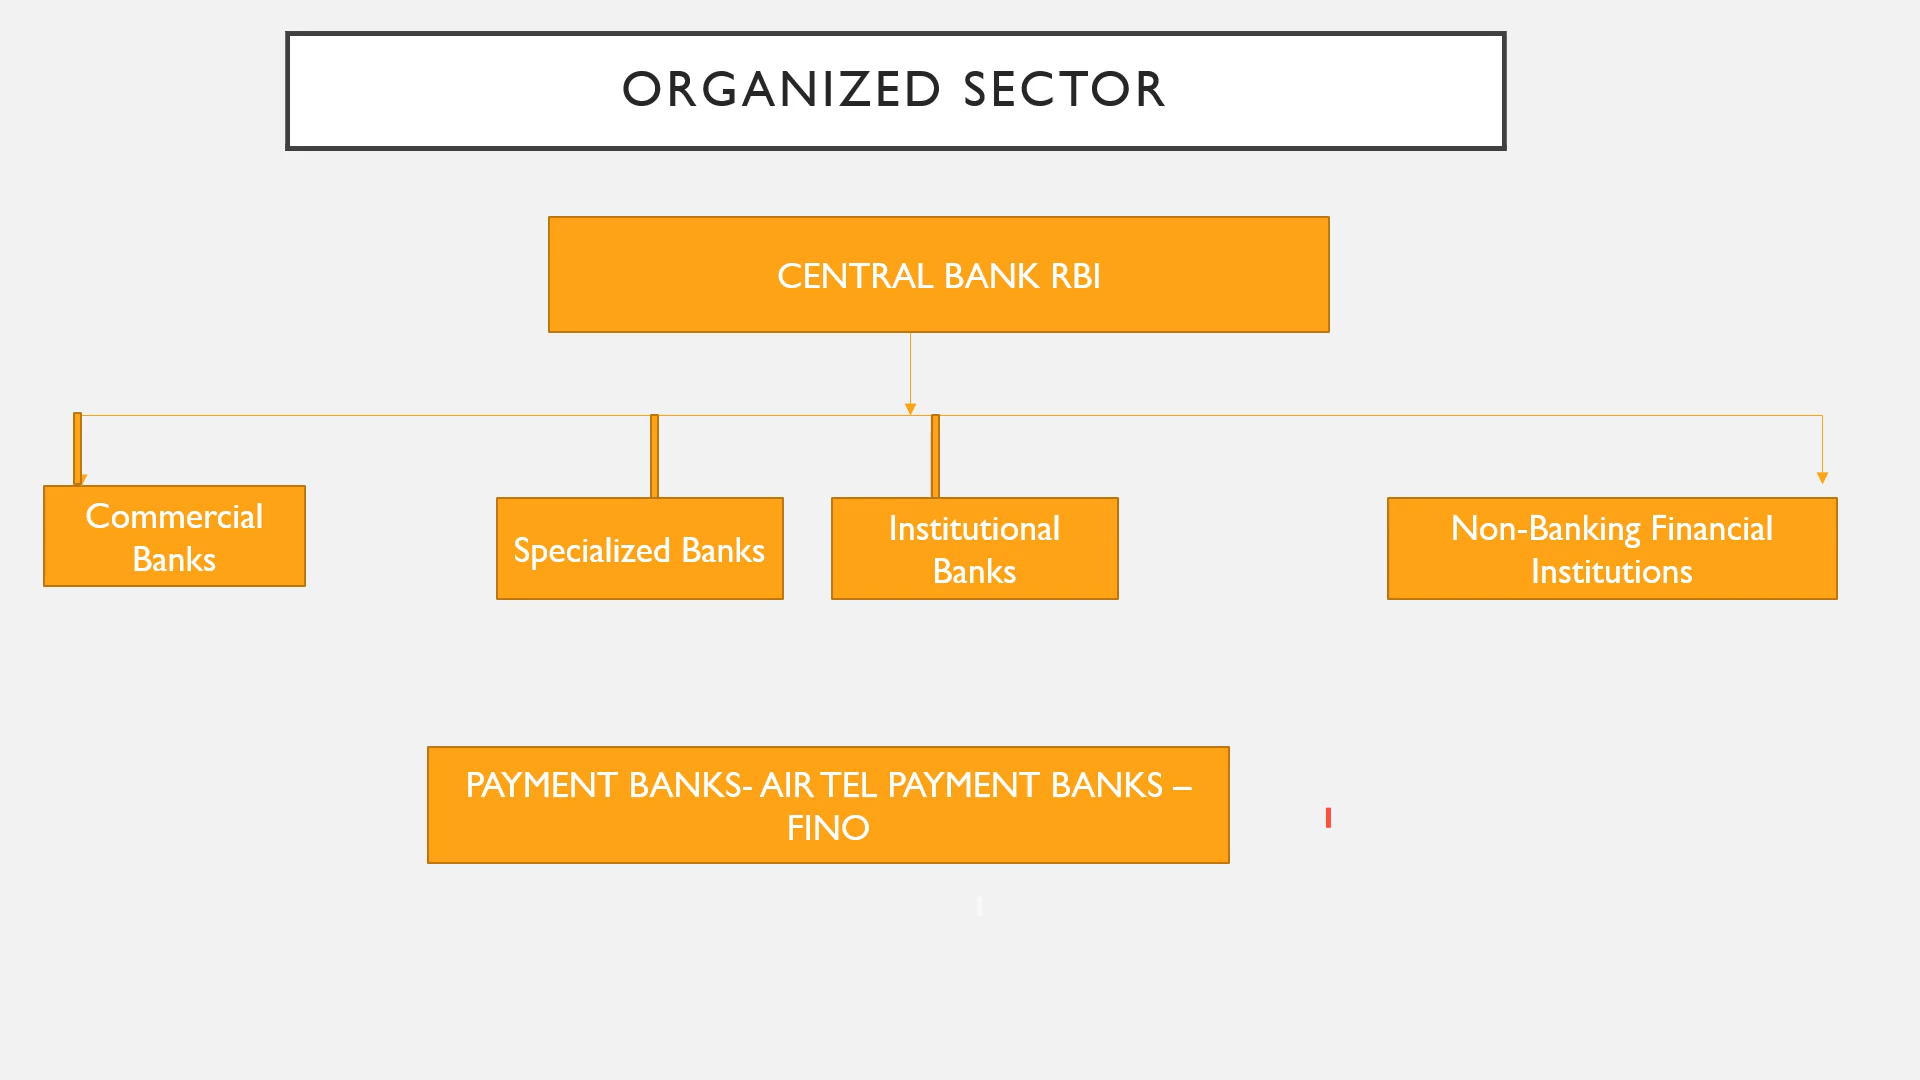 ORGANIZED SECTOR
CENTRAL BANK RBI
Commercial
Banks
Specialized Banks
Institutional
Banks
Non-Banking Financial
Institutions
PAYMENT BANKS- AIR TEL PAYMENT BANKS –
FINO